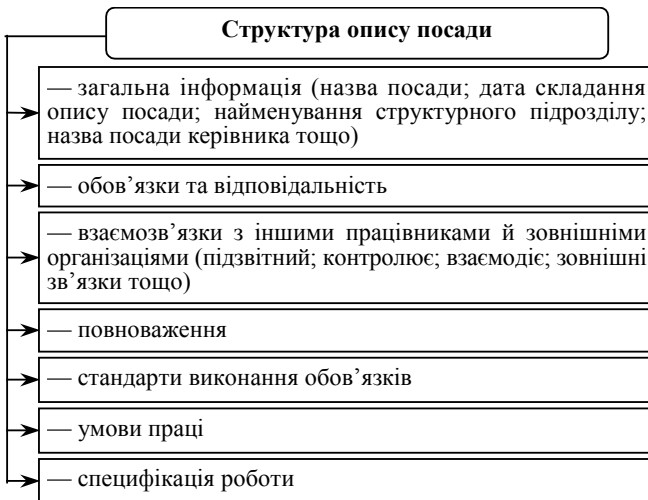 Структура опису посади
— загальна інформація (назва посади; дата складання
опису посади; найменування структурного підрозділу;
назва посади керівника тощо)
— обов’язки та відповідальність
— взаємозв’язки з іншими працівниками й зовнішніми
організаціями (підзвітний; контролює; взаємодіє; зовнішні
зв’язки тощо)
— повноваження
— стандарти виконання обов’язків
— умови праці
— специфікація роботи